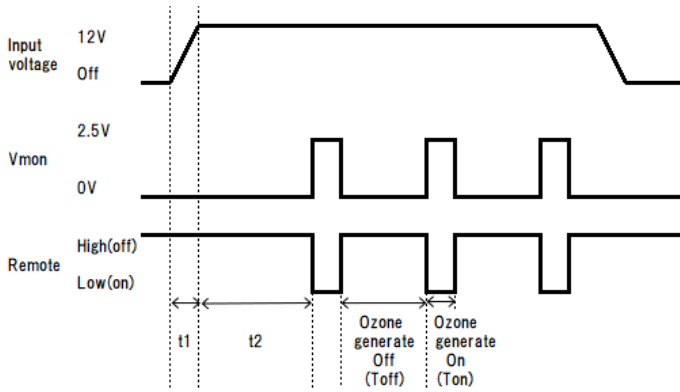 Input
voltage
12V
Off
Vmon
2.5V
0V
Remote
High(off)
Low(on)
t1
t2
Ozone
generate
Off
(Toff)
Ozone
generate
On
(Ton)